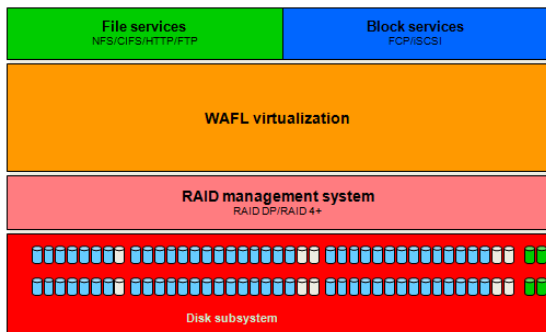 File services
NFS/CIFS/HTTP/FTP
Block services
FCP/iSCSI
WAFL virtualization
RAID management system
RAID DP/RAID 4+
Disk subsystem